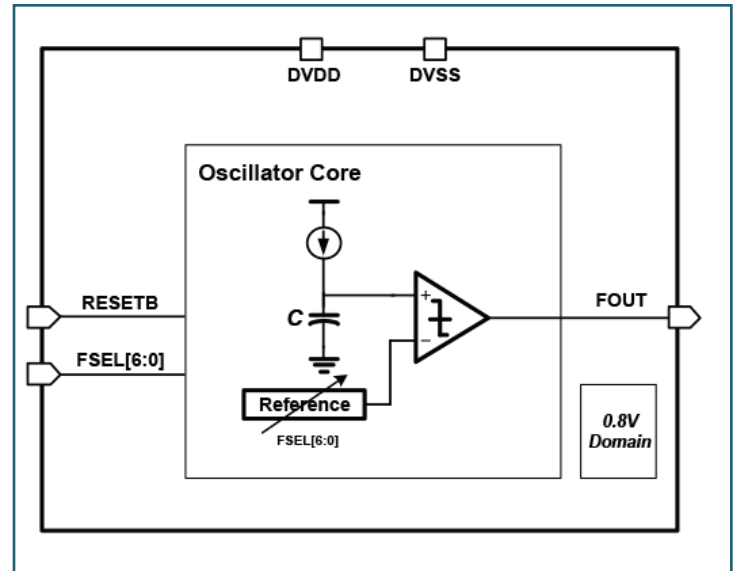 DVDD
DVSS
Oscillator Core
RESETB
FSEL[6:0]
C
+
−
FOUT
Reference
FSEL[6:0]
0.8V
Domain